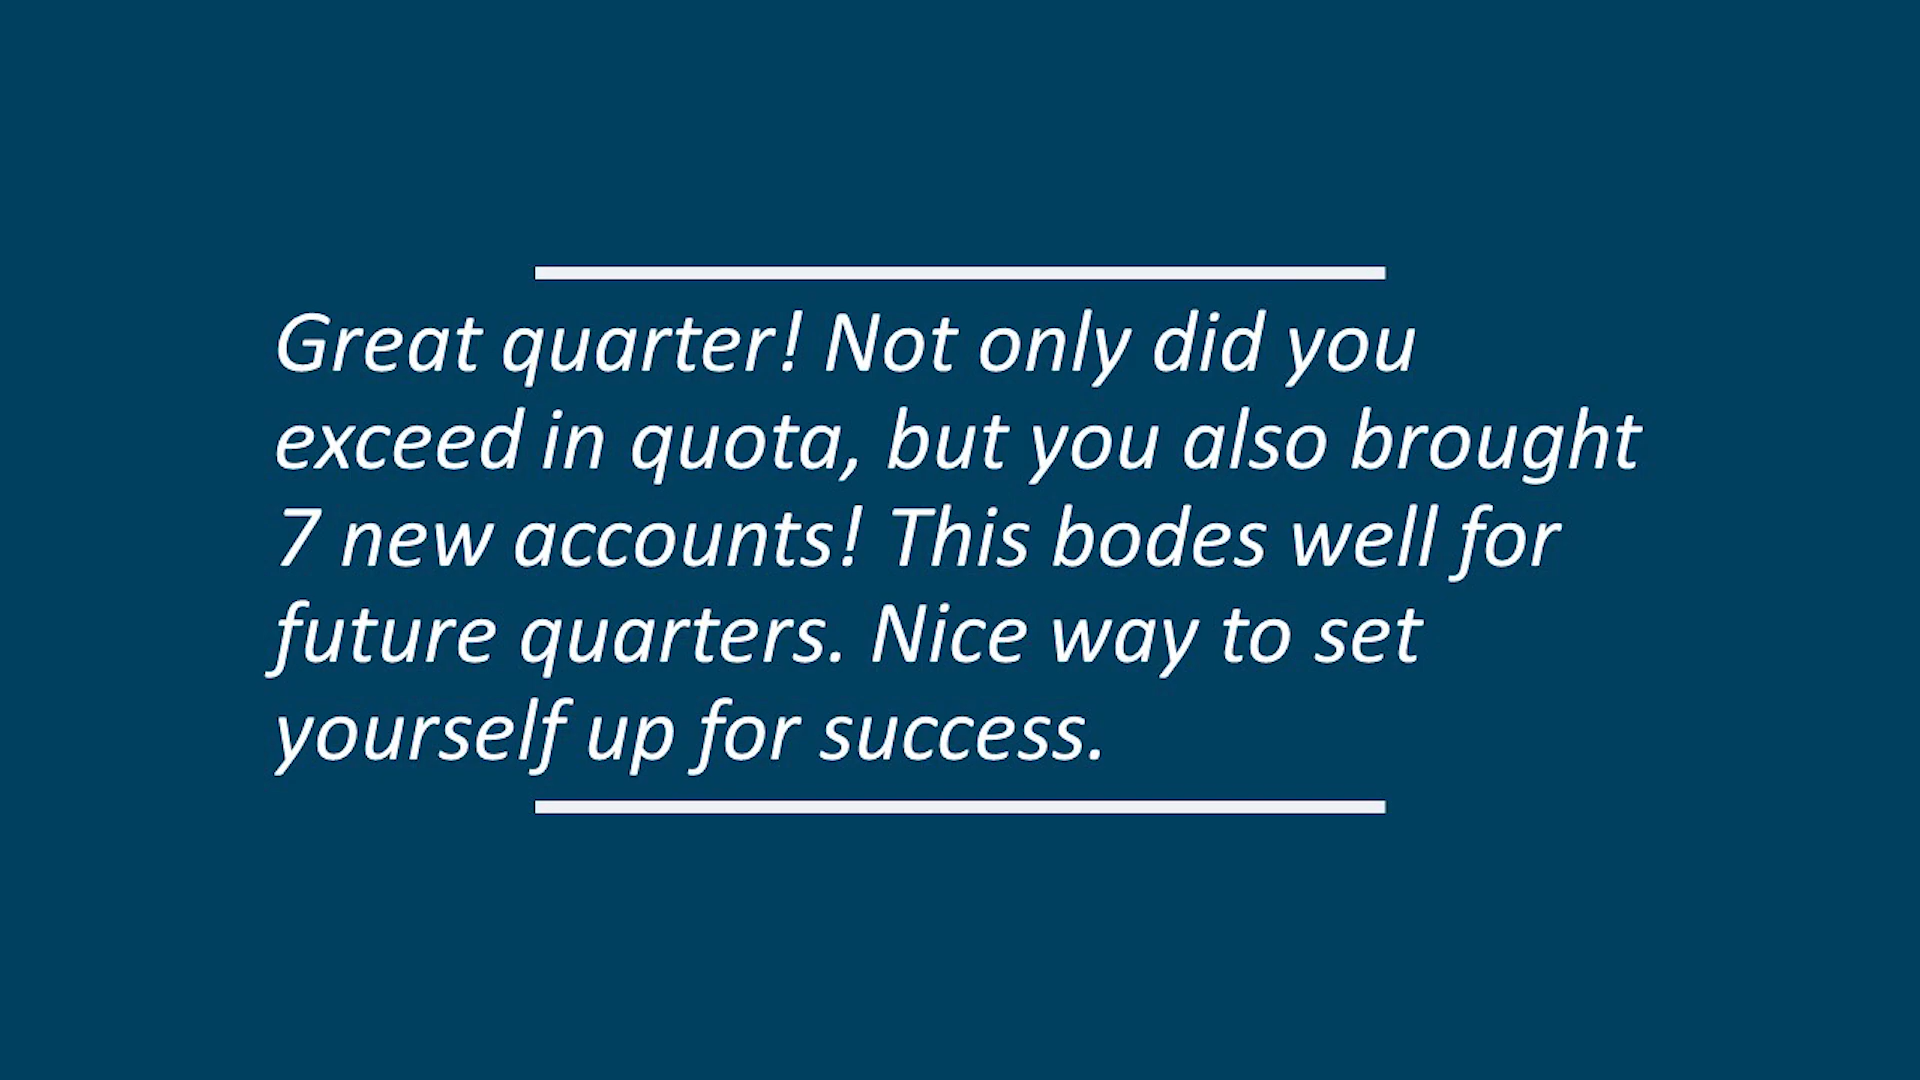 Great quarter! Not only did you
exceed in quota, but you also brought
7 new accounts! This bodes well for
future quarters. Nice way to set
yourself up for success.